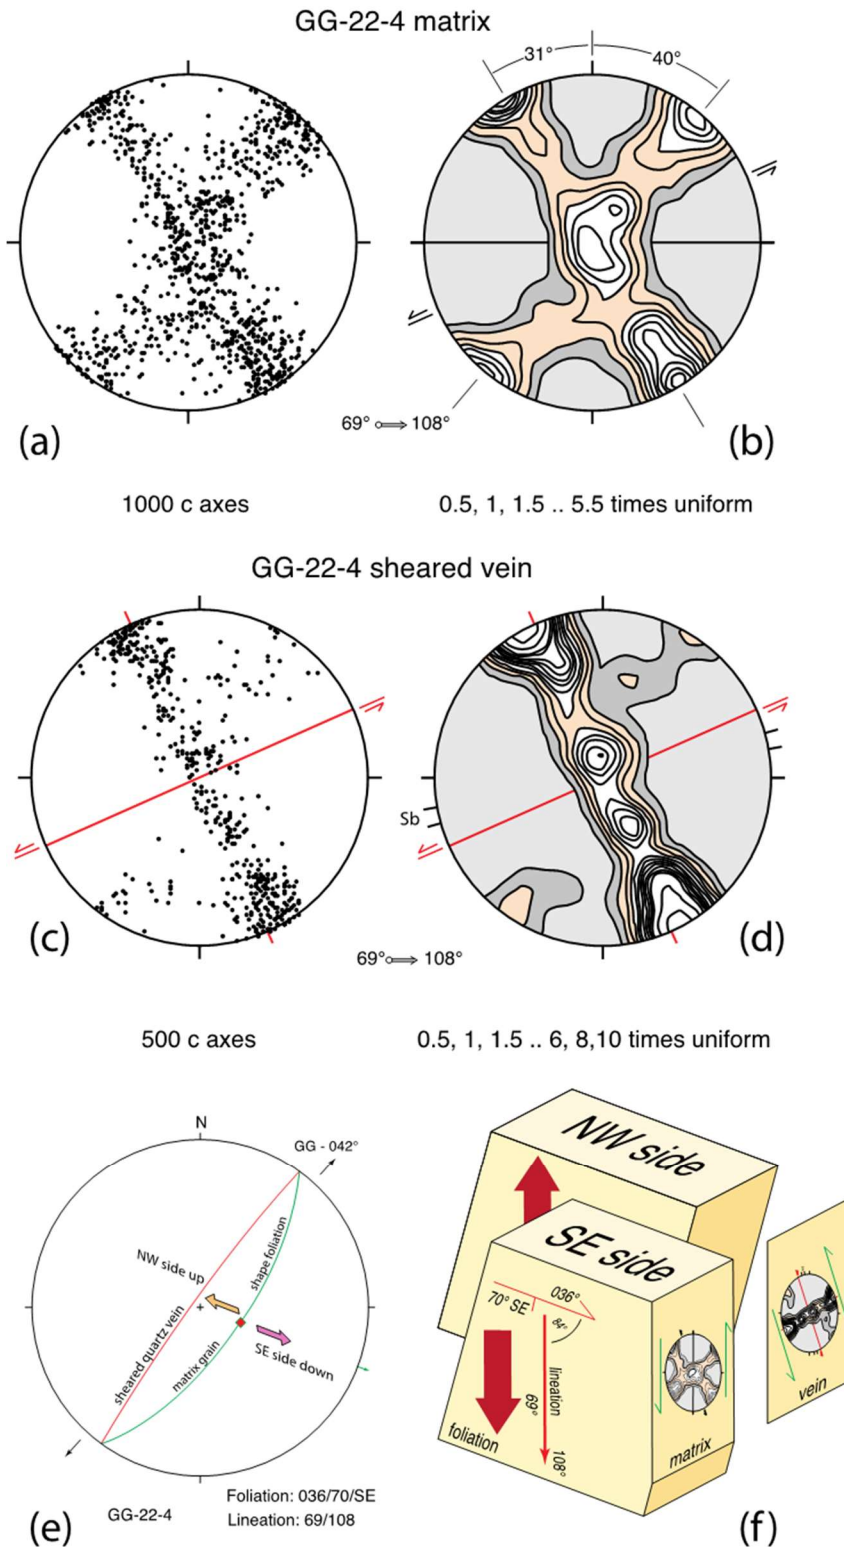 GG-22-4 matrix
31°
40°
69° 108°
(a)
(b)
1000 c axes
0.5, 1, 1.5 .. 5.5 times uniform
GG-22-4 sheared vein
Sb
(c)
(d)
69° 108°
500 c axes
0.5, 1, 1.5 .. 6, 8,10 times uniform
N
GG - 042°
NW side up
shape foliation
sheared quartz vein
matrix grain
SE side down
Foliation: 036/70/SE
GG-22-4
Lineation: 69/108
(e)
NW side
SE side
036°
70° SE
84°
lineation
69°
108°
foliation
matrix
vein
(f)